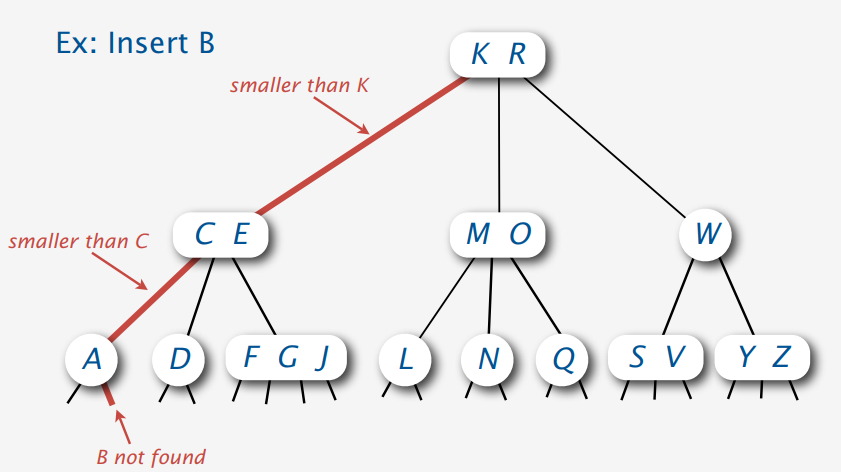 Ex: Insert B
K R
smaller than K
C E
M O
W
smaller than C
A
D
F G J
L
N
Q
S V
Y Z
B not found